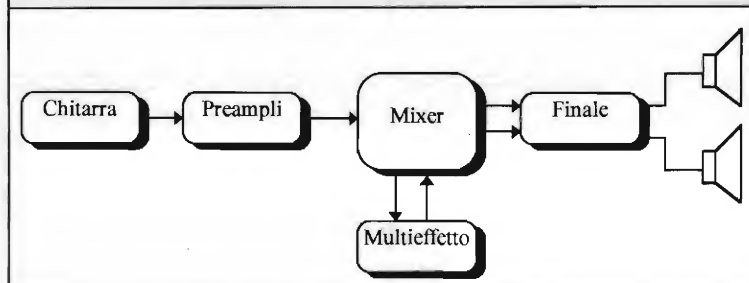 Chitarra
Preampli
Mixer
Finale
Multieffetto